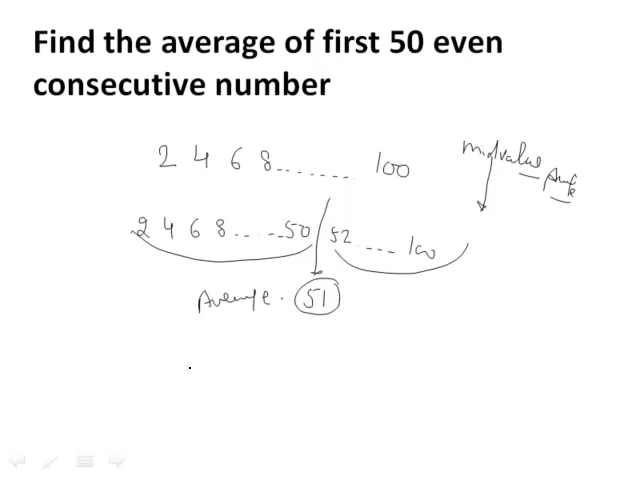 Find the average of first 50 even
consecutive number
2 4 6 8....... 100
midvalue
2 4 6 8......50 52.... 100
Average. 51